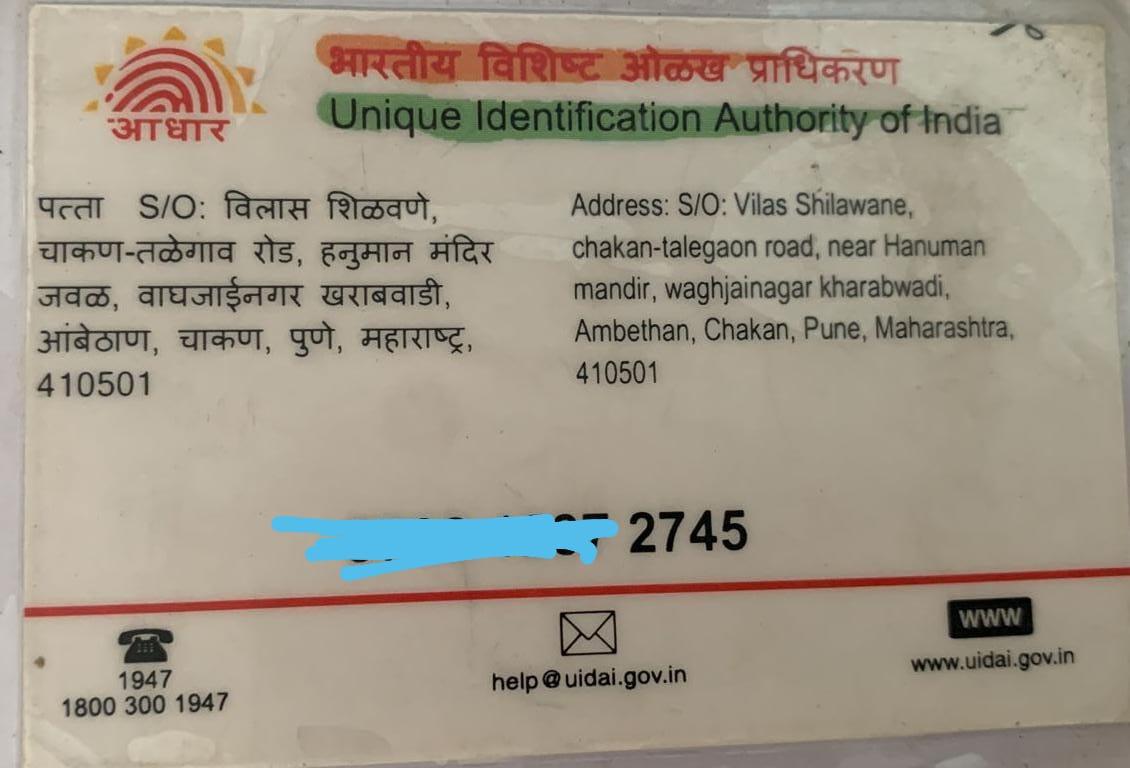 आधार
भारतीय विशिष्ट ओळख प्राधिकरण
Unique Identification Authority of India
पत्ता S/O: विलास शिळवणे,
चाकण-तळेगाव रोड, हनुमान मंदिर
जवळ, वाघजाईनगर खराबवाडी,
आंबेठाण, चाकण, पुणे, महाराष्ट्र,
410501
Address: S/O: Vilas Shilawane,
chakan-talegaon road, near Hanuman
mandir, waghjainagar kharabwadi,
Ambethan, Chakan, Pune, Maharashtra,
410501
2745
1947
1800 300 1947
help@uidai.gov.in
www
www.uidai.gov.in